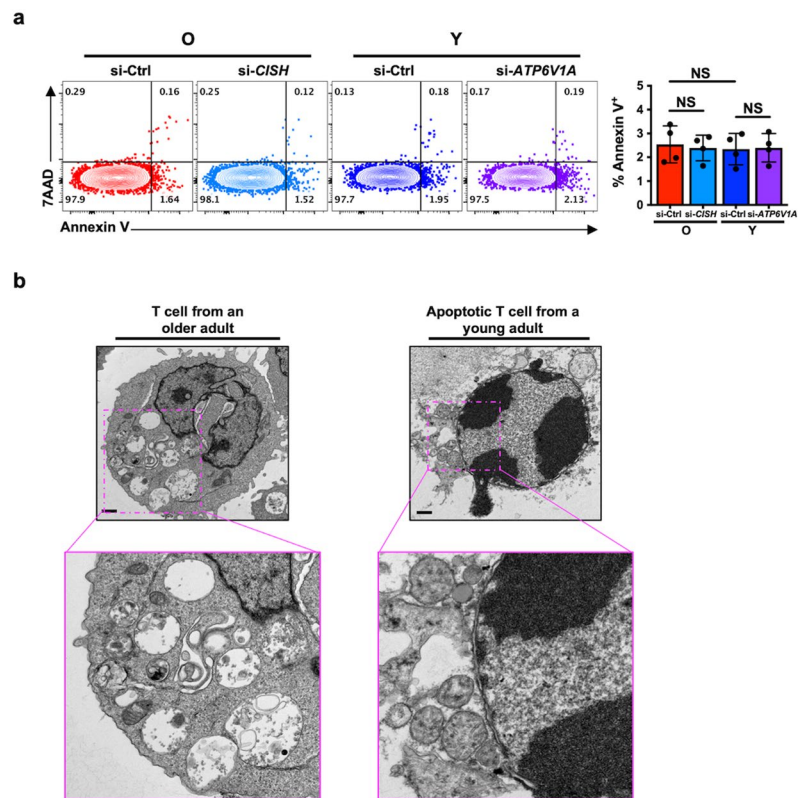 a
O
Y
si-Ctrl
si-CISH
si-Ctrl
si-ATP6V1A
0.29
0.16
0.25
0.12
0.13
0.18
0.17
0.19
7AAD
97.9
1.64
98.1
1.52
97.7
1.95
97.5
2.13
Annexin V
% Annexin V+
5
4
3
2
1
0
NS
NS
NS
si-Ctrl
si-CISH
si-Ctrl
si-ATP6V1A
O
Y
b
T cell from an
older adult
Apoptotic T cell from a
young adult